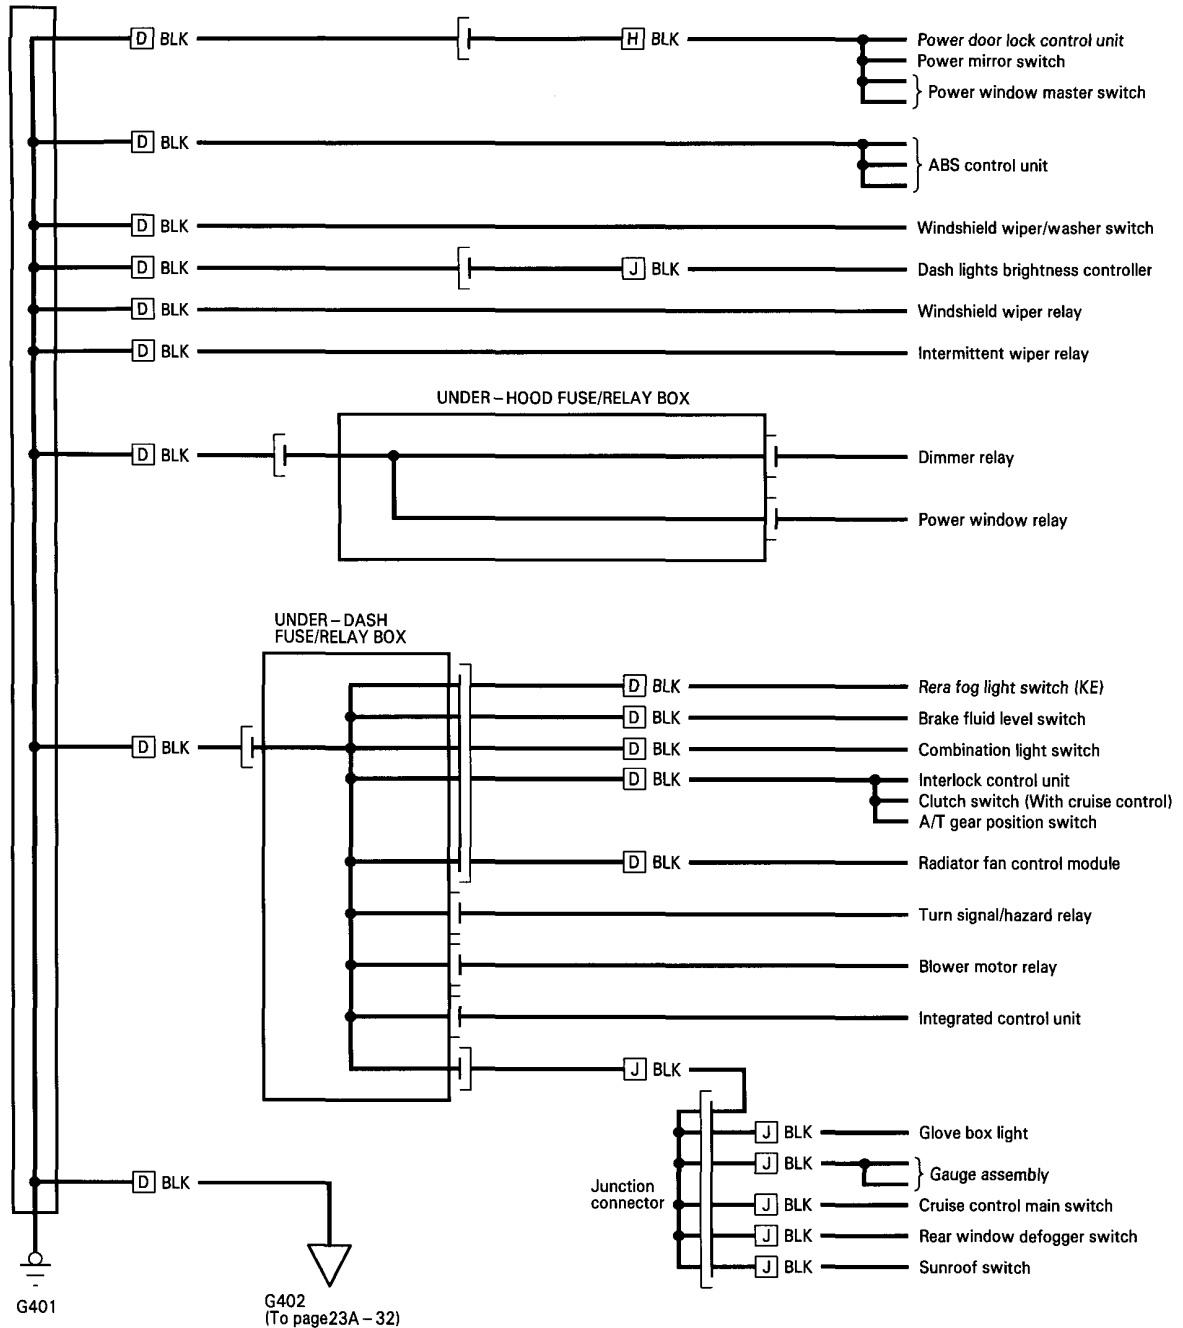 D BLK H BLK Power door lock control unit
Power mirror switch
Power window master switch
D BLK ABS control unit
D BLK Windshield wiper/washer switch
D BLK J BLK Dash lights brightness controller
D BLK Windshield wiper relay
D BLK Intermittent wiper relay
UNDER–HOOD FUSE/RELAY BOX
D BLK Dimmer relay
Power window relay
UNDER–DASH
FUSE/RELAY BOX
D BLK Rera fog light switch (KE)
D BLK Brake fluid level switch
D BLK D BLK Combination light switch
D BLK Interlock control unit
Clutch switch (With cruise control)
A/T gear position switch
D BLK Radiator fan control module
Turn signal/hazard relay
Blower motor relay
Integrated control unit
J BLK
J BLK Glove box light
J BLK Gauge assembly
Junction
connector
J BLK Cruise control main switch
J BLK Rear window defogger switch
J BLK Sunroof switch
D BLK
G401
G402
(To page23A–32)